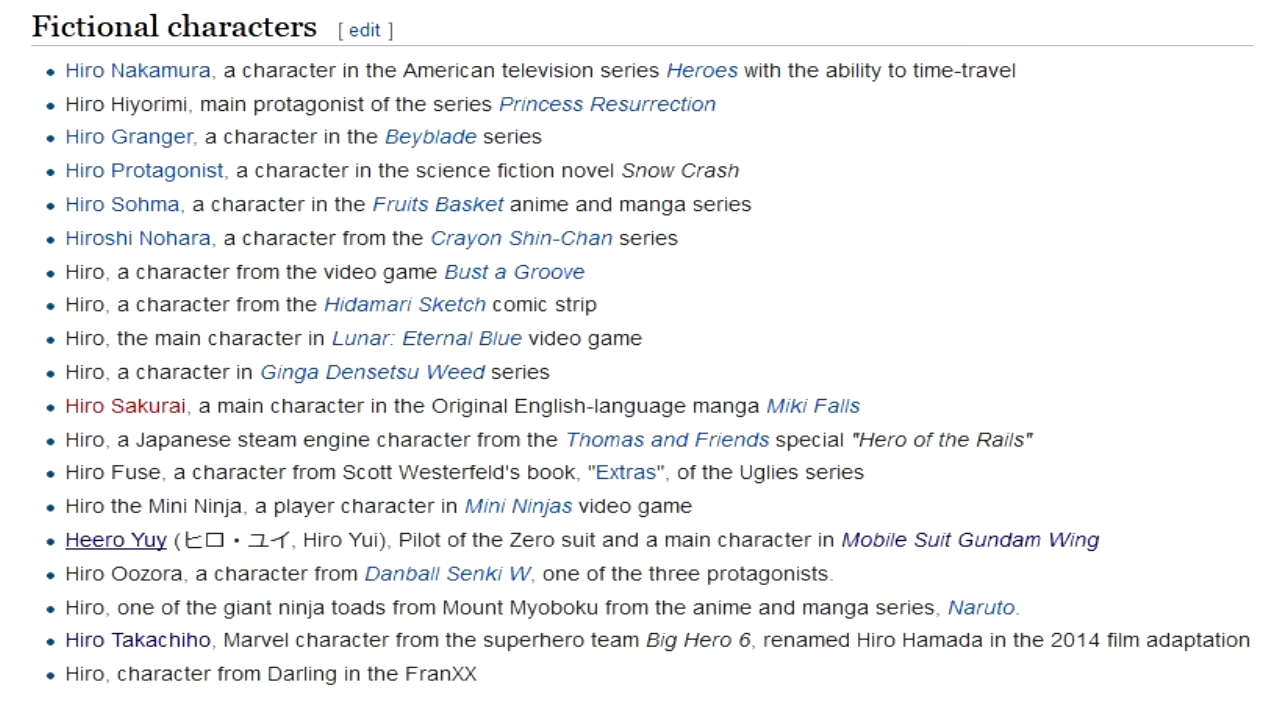 Fictional characters [ edit ]
• Hiro Nakamura, a character in the American television series Heroes with the ability to time-travel
• Hiro Hiyorimi, main protagonist of the series Princess Resurrection
• Hiro Granger, a character in the Beyblade series
• Hiro Protagonist, a character in the science fiction novel Snow Crash
• Hiro Sohma, a character in the Fruits Basket anime and manga series
• Hiroshi Nohara, a character from the Crayon Shin-Chan series
• Hiro, a character from the video game Bust a Groove
• Hiro, a character from the Hidamari Sketch comic strip
• Hiro, the main character in Lunar: Eternal Blue video game
• Hiro, a character in Ginga Densetsu Weed series
• Hiro Sakurai, a main character in the Original English-language manga Miki Falls
• Hiro, a Japanese steam engine character from the Thomas and Friends special "Hero of the Rails"
• Hiro Fuse, a character from Scott Westerfeld's book, "Extras", of the Uglies series
• Hiro the Mini Ninja, a player character in Mini Ninjas video game
• Heero Yuy (ヒロ・ユイ, Hiro Yui), Pilot of the Zero suit and a main character in Mobile Suit Gundam Wing
• Hiro Oozora, a character from Danball Senki W, one of the three protagonists.
• Hiro, one of the giant ninja toads from Mount Myoboku from the anime and manga series, Naruto.
• Hiro Takachiho, Marvel character from the superhero team Big Hero 6, renamed Hiro Hamada in the 2014 film adaptation
• Hiro, character from Darling in the FranXX